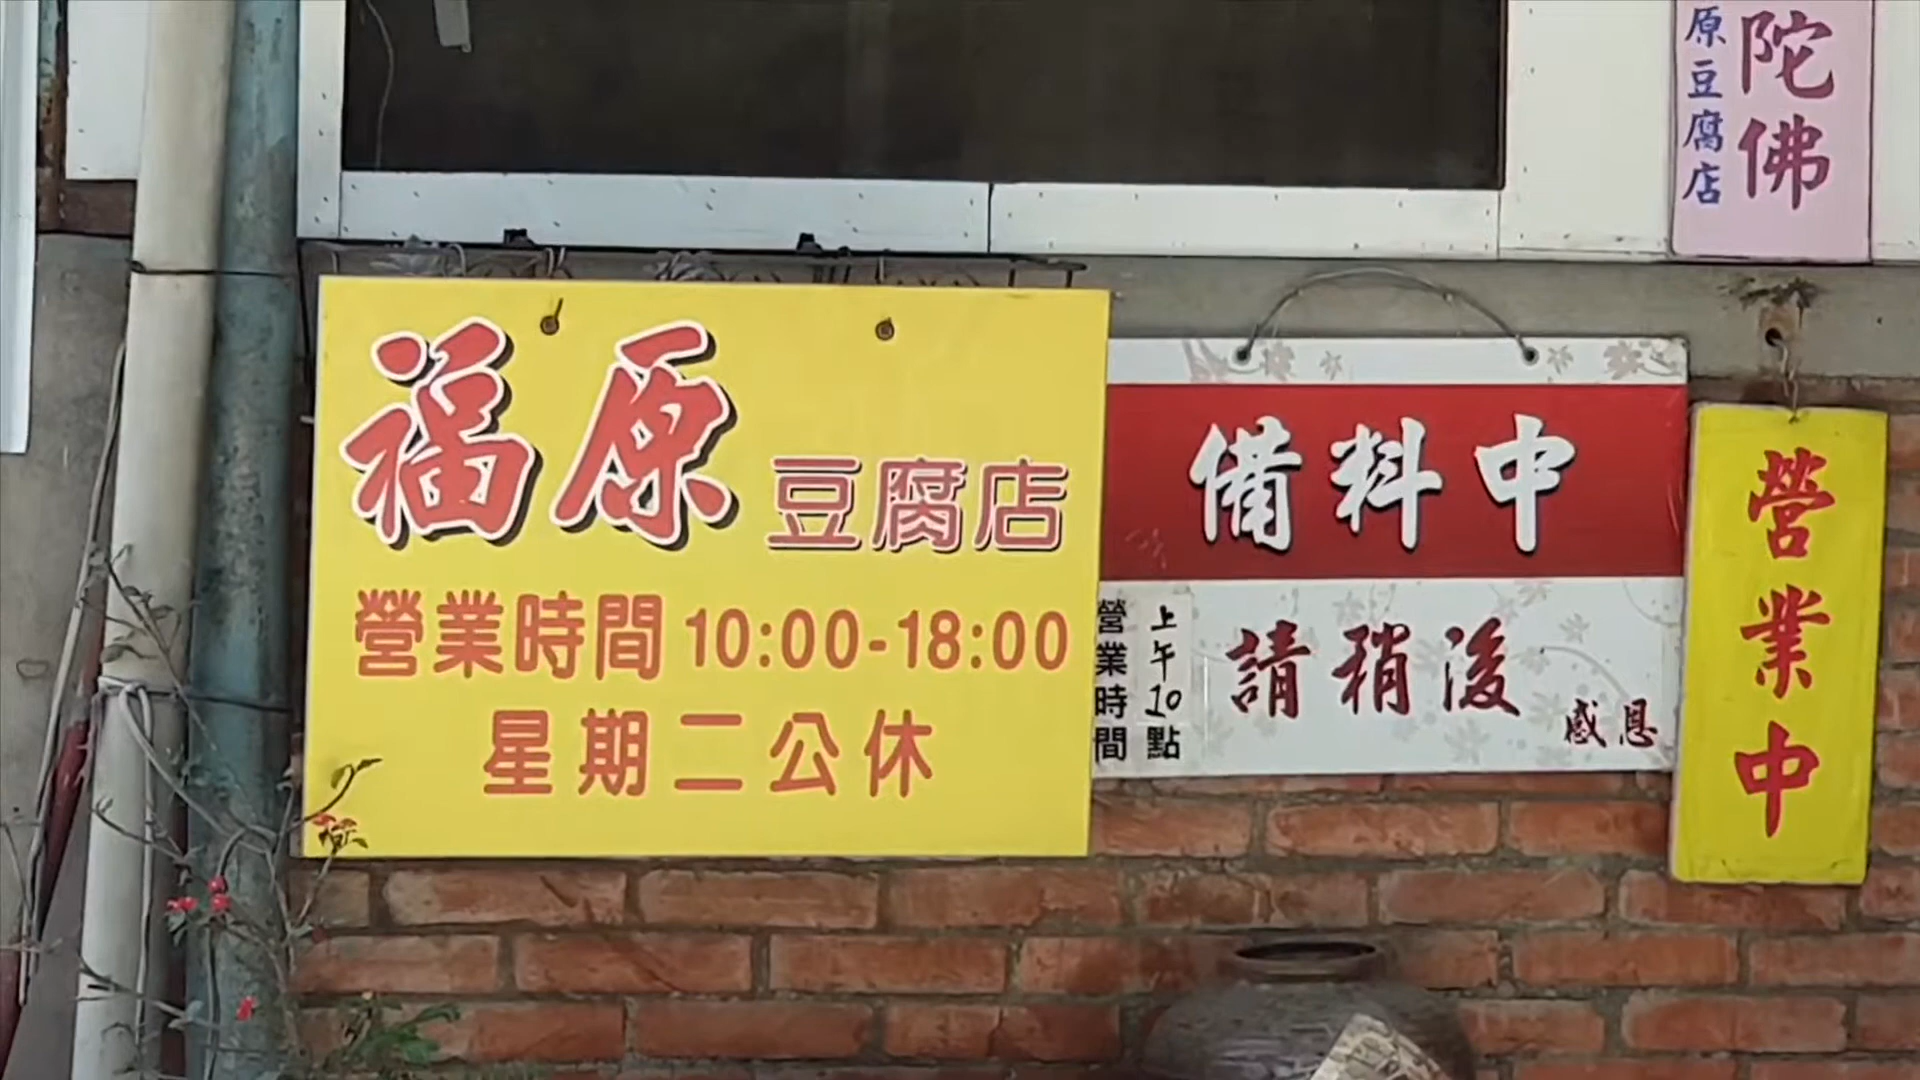 福原豆腐店
營業時間 10:00-18:00
星期二公休
備料中
請稍後
感恩
營業時間
上午10點
營業中
陀佛
原豆腐店